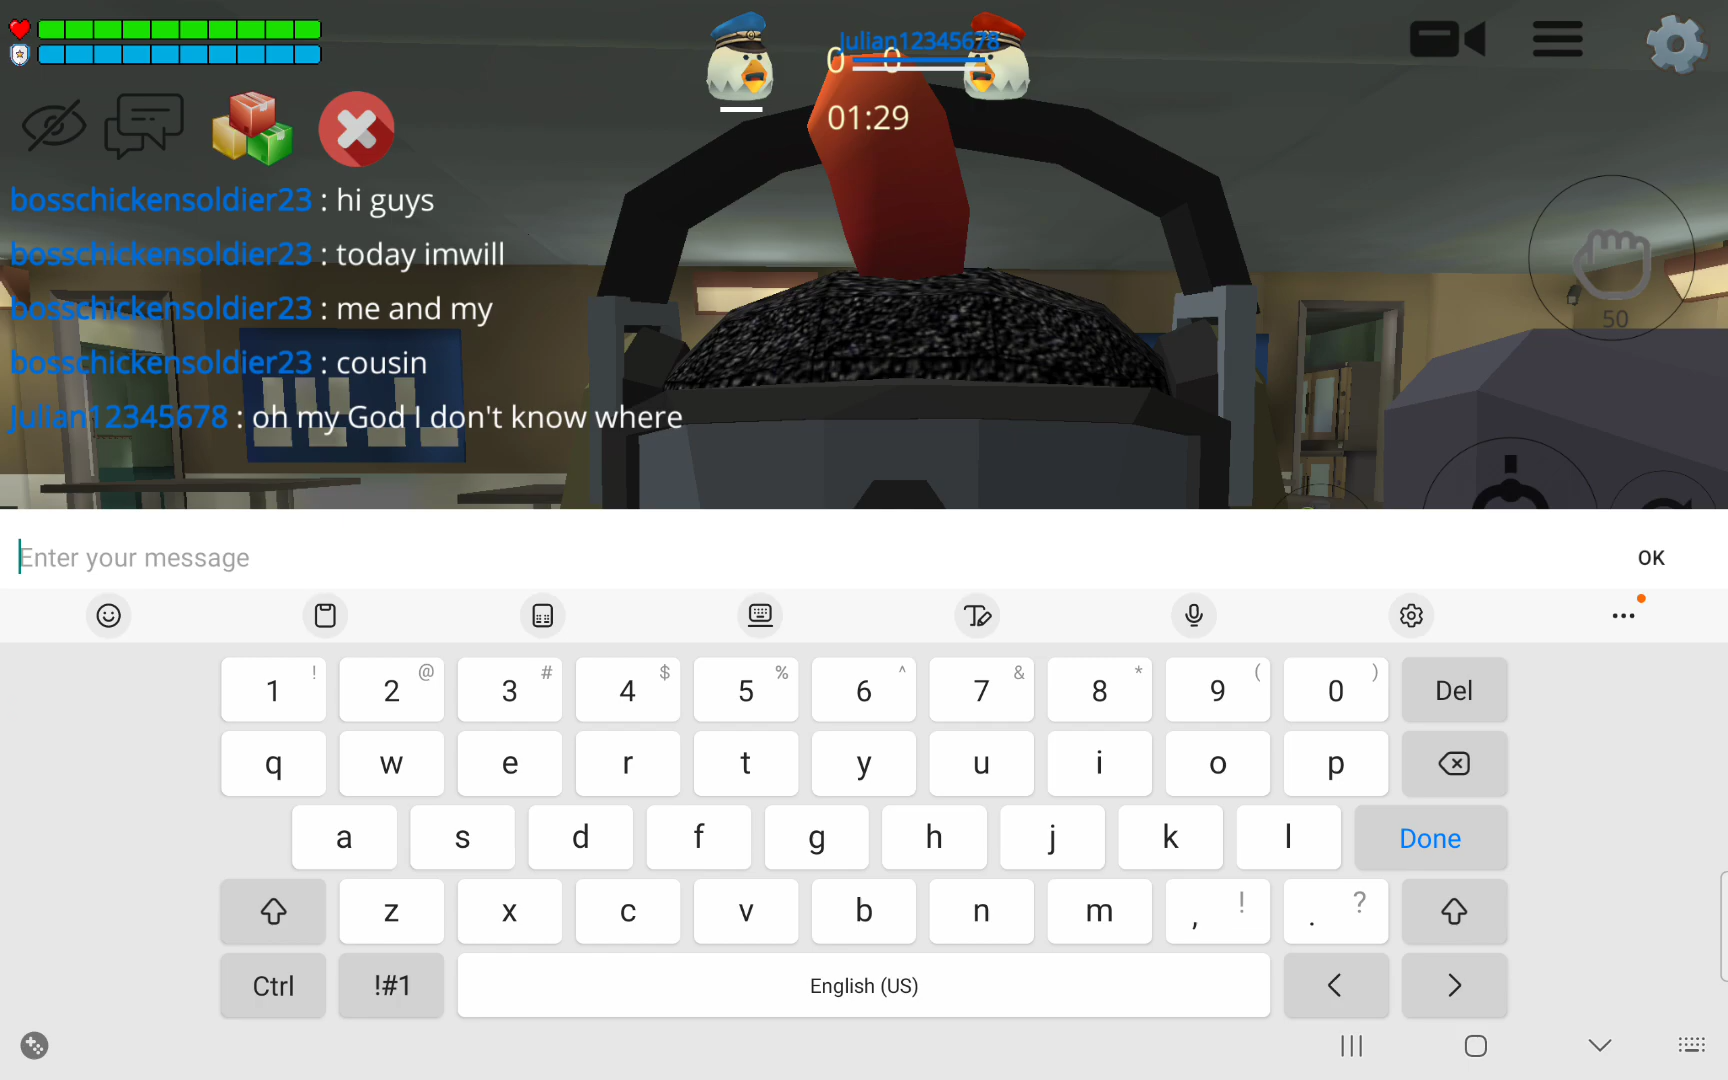 Julian12345678
0 0
01:29
bosschickensoldier23 : hi guys
bosschickensoldier23 : today imwill
bosschickensoldier23 : me and my
bosschickensoldier23 : cousin
Julian12345678 : oh my God I don't know where
50
Enter your message
OK
! @ # $ % ^ & * ( )
1 2 3 4 5 6 7 8 9 0 Del
q w e r t y u i o p
a s d f g h j k l Done
z x c v b n m , ! . ?
Ctrl !#1 English (US) < >